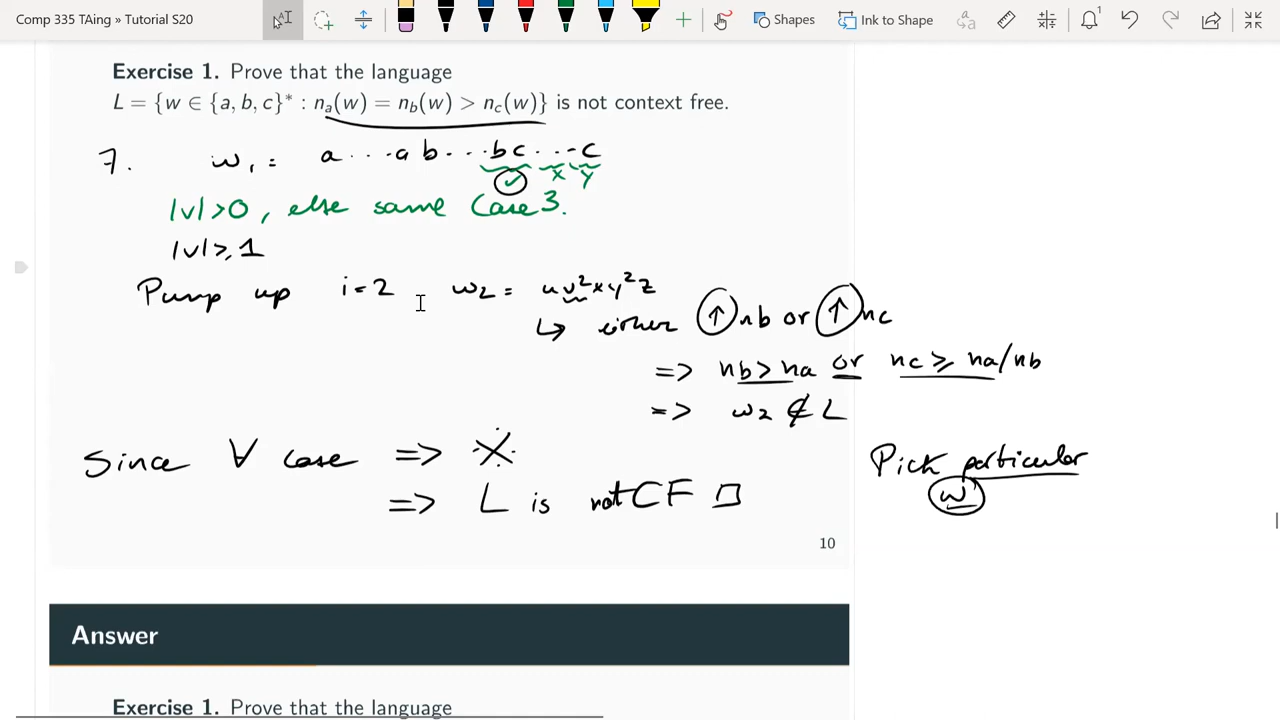 Comp 335 TAing » Tutorial S20
Shapes Ink to Shape
Exercise 1. Prove that the language
L = {w ∈ {a, b, c}* : nₐ(w) = n_b(w) > n_c(w)} is not context free.
7. w₁ = a · · · a b · · · b c · · · c
✓ x y
|v| > 0, else same Case 3.
|v| ≥ 1
Pump up i = 2 w₂ = uv²xy²z
↳ either ↑ nb or ↑ nc
=> nb > na or nc ≥ na/nb
=> w₂ ∉ L
Since ∀ case => ※
=> L is not CF □
Pick particular
w
10
Answer
Exercise 1. Prove that the language